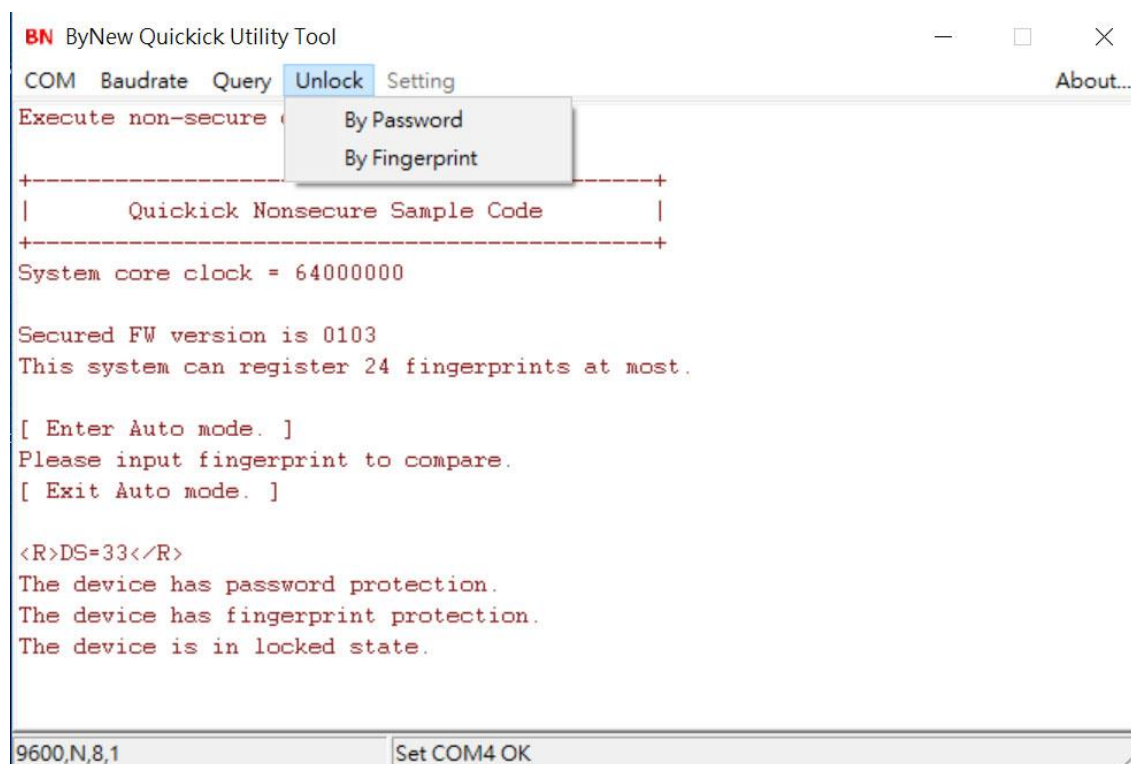 BN ByNew Quickick Utility Tool
COM Baudrate Query Unlock Setting About...
By Password
By Fingerprint
Execute non-secure
+---------------------------------------------+
| Quickick Nonsecure Sample Code |
+---------------------------------------------+
System core clock = 64000000
Secured FW version is 0103
This system can register 24 fingerprints at most.
[ Enter Auto mode. ]
Please input fingerprint to compare.
[ Exit Auto mode. ]
<R>DS=33</R>
The device has password protection.
The device has fingerprint protection.
The device is in locked state.
9600,N,8,1 Set COM4 OK